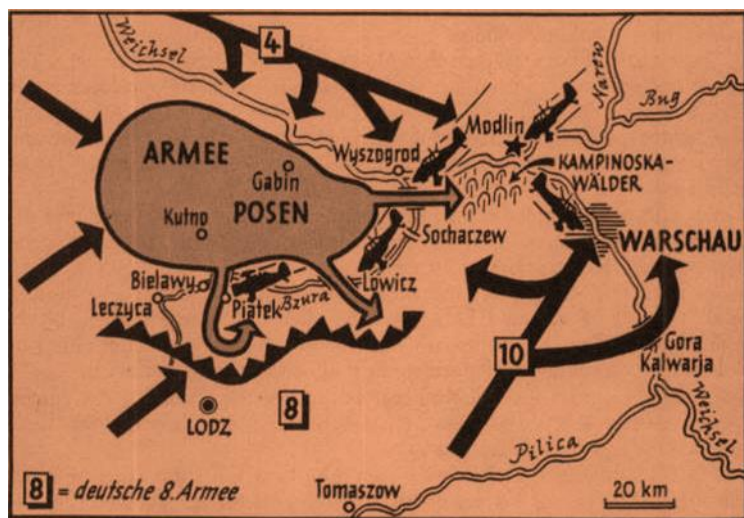 Weichsel
4
Narew
Bug
Modlin
ARMEE
Wyszogrod
KAMPINOSKA-
WÄLDER
Gabin
Kutno
POSEN
Sochaczew
WARSCHAU
Bielawy
Lowicz
Leczyca
Piatek
Bzura
10
Gora
Kalwarja
8
LODZ
Weichsel
Pilica
8 = deutsche 8. Armee
Tomaszow
20 km